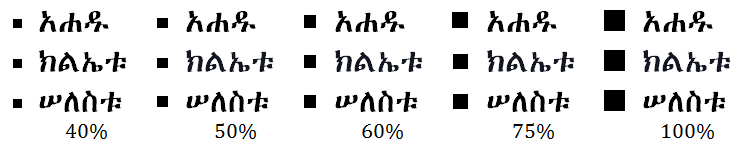 ▪ አሐዱ ▪ አሐዱ ▪ አሐዱ ▪ አሐዱ ■ አሐዱ
▪ ክልኤቱ ▪ ክልኤቱ ▪ ክልኤቱ ▪ ክልኤቱ ■ ክልኤቱ
▪ ሠለስቱ ▪ ሠለስቱ ▪ ሠለስቱ ▪ ሠለስቱ ■ ሠለስቱ
40% 50% 60% 75% 100%